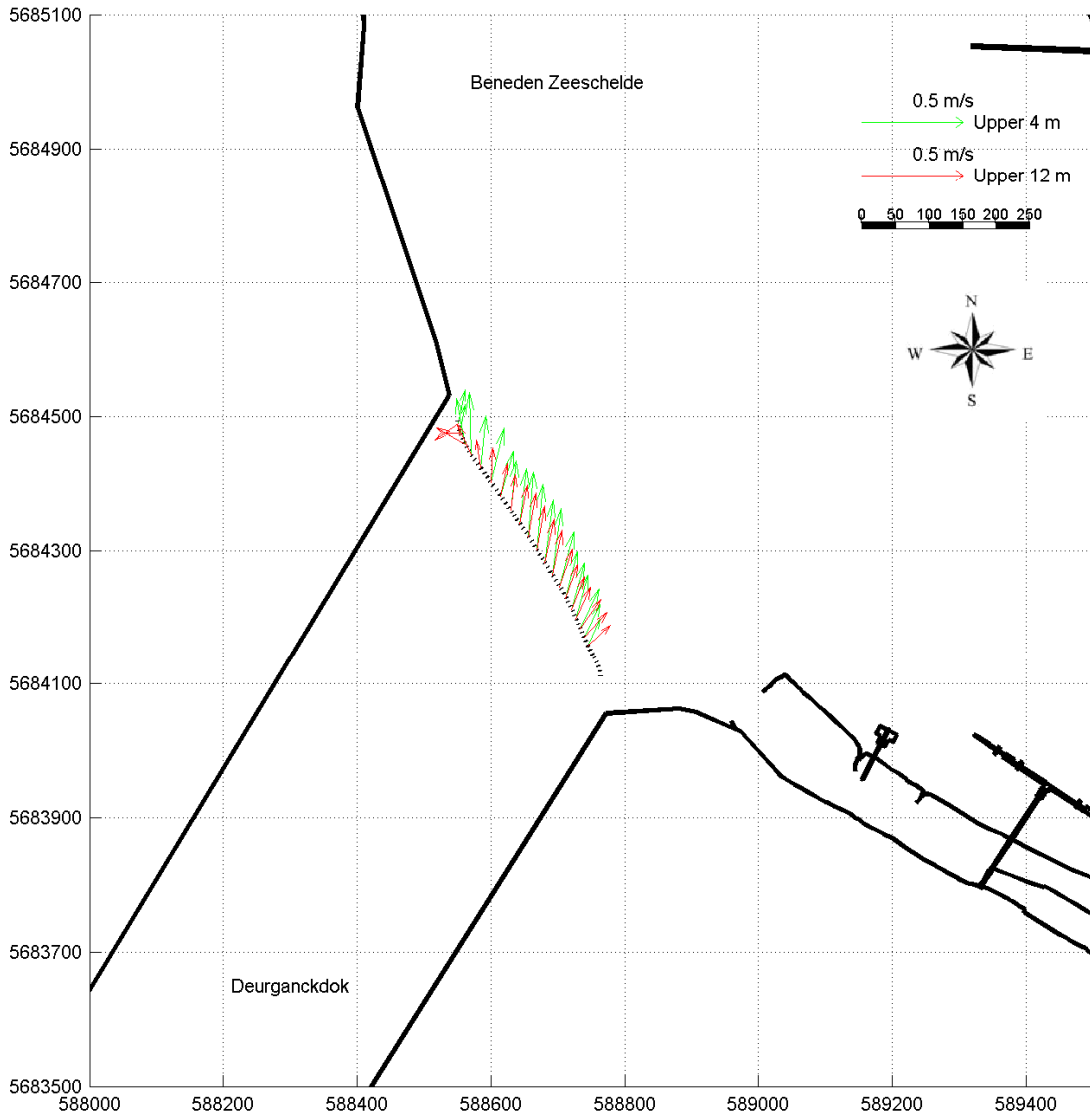 5685100
Beneden Zeeschelde
0.5 m/s
Upper 4 m
5684900
0.5 m/s
Upper 12 m
0 50 100 150 200 250
5684700
N
W E
S
5684500
5684300
5684100
5683900
5683700
Deurganckdok
5683500
588000 588200 588400 588600 588800 589000 589200 589400